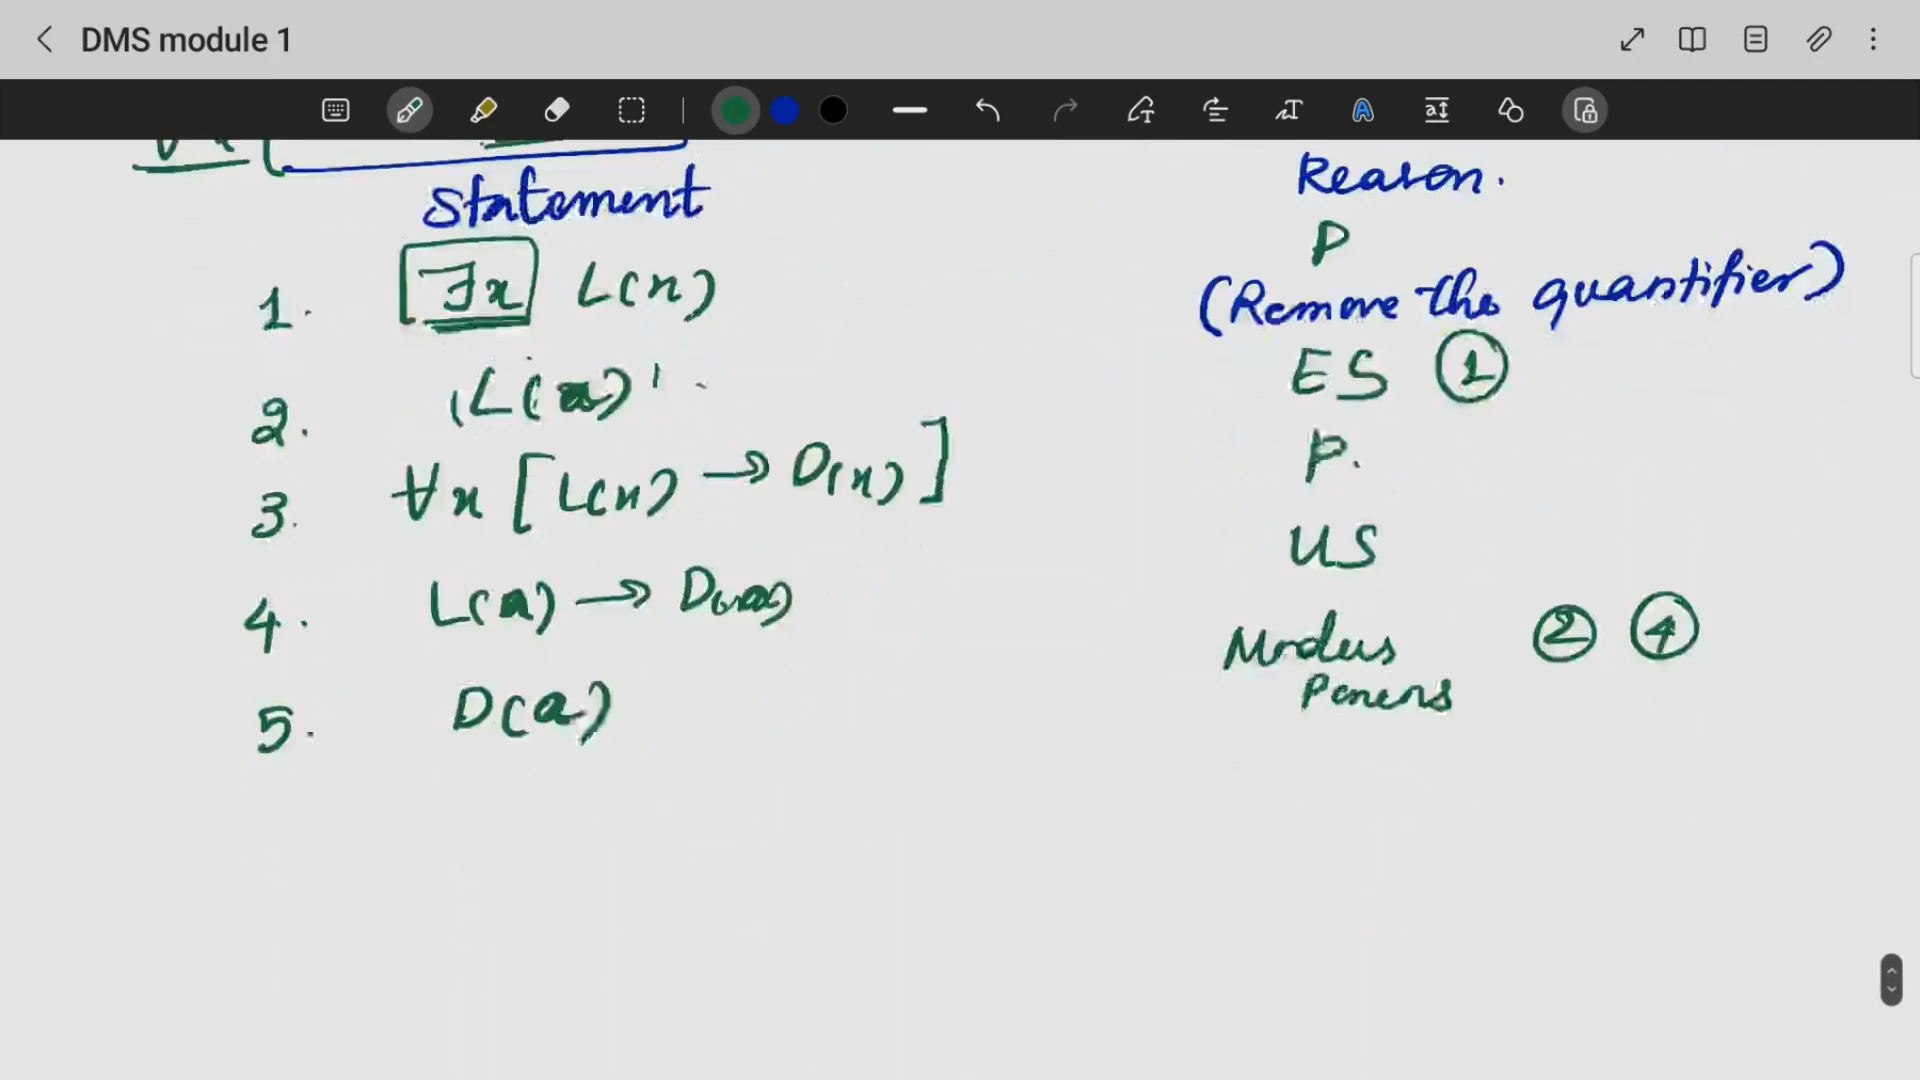 DMS module 1
Statement Reason.
1. ∃x L(x) P
(Remove the quantifier)
2. L(a) ES ①
3. ∀x [L(x) → D(x)] P.
4. L(a) → D(a) US
5. D(a) Modus Ponens ② ④